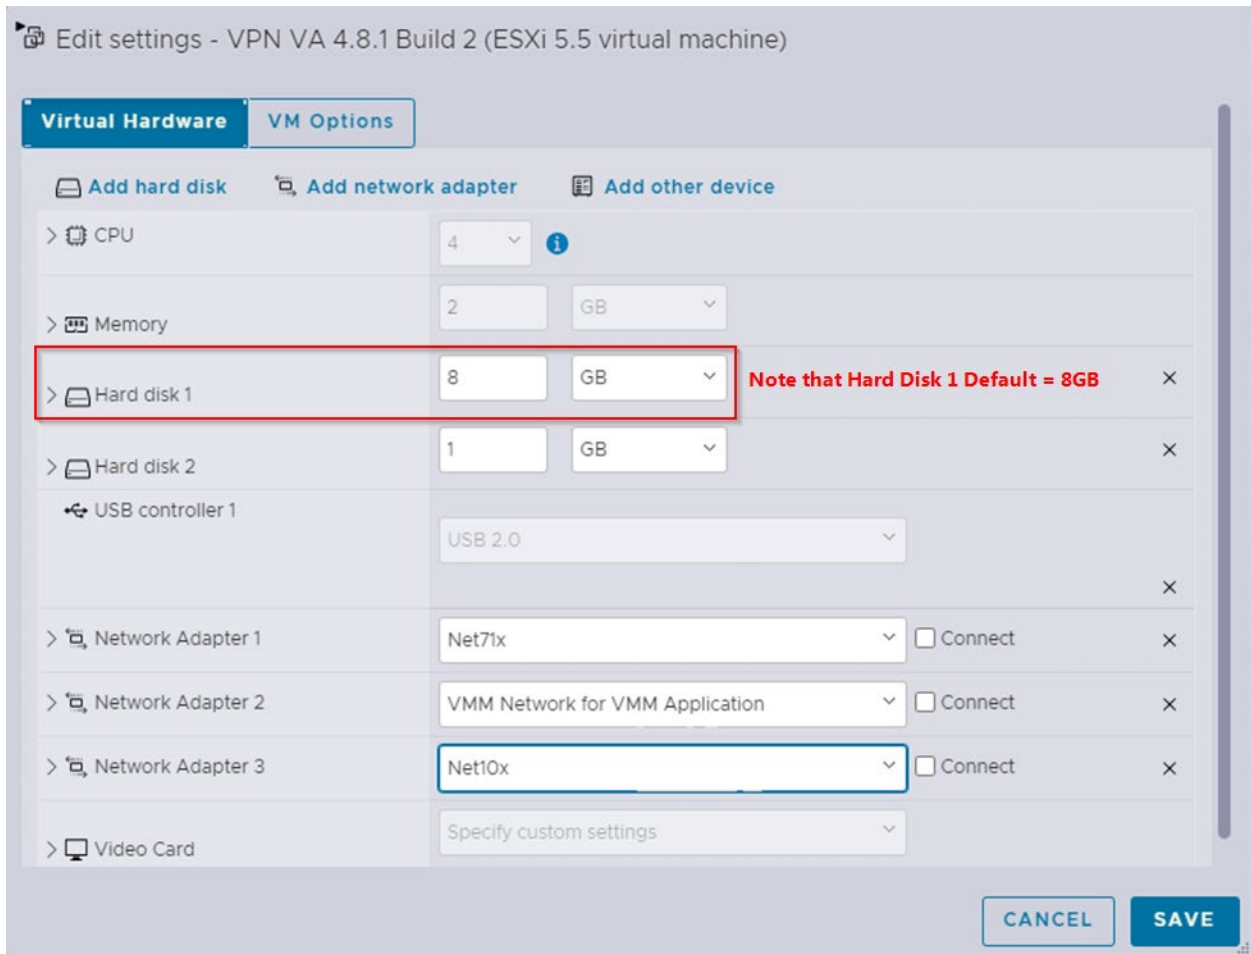 Edit settings - VPN VA 4.8.1 Build 2 (ESXi 5.5 virtual machine)
Virtual Hardware VM Options
Add hard disk Add network adapter Add other device
CPU 4
Memory 2 GB
Hard disk 1 8 GB Note that Hard Disk 1 Default = 8GB
Hard disk 2 1 GB
USB controller 1
USB 2.0
Network Adapter 1 Net71x Connect
Network Adapter 2 VMM Network for VMM Application Connect
Network Adapter 3 Net10x Connect
Video Card Specify custom settings
CANCEL SAVE